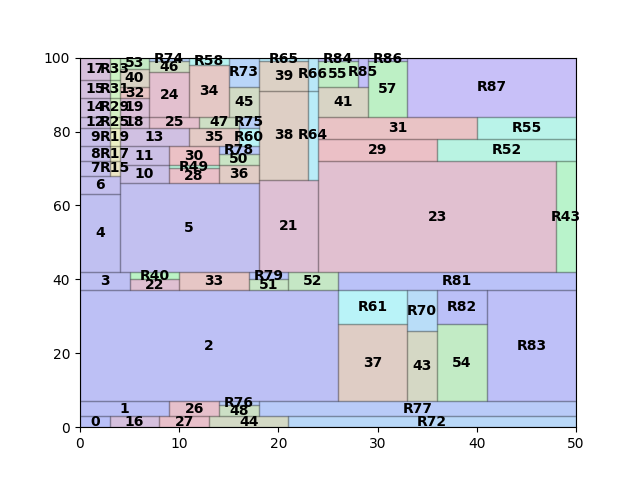 100
17 R33 53 R74 46 R58 R73 R65 39 R66 R84 55 R85 R86 57 R87
40
15 R31 32 24 34 45 41
14 R29 19
80
12 R25 18 25 47 R75 38 R64 31 R55
9 R19 13 35 R60 29 R52
8 R17 11 30 R78 50
7 R15 10 R49 28 36
6
60
4 5 21 23 R43
40
3 R40 22 33 R79 51 52 R81
2 R61 R70 R82 R83
20
37 43 54
1 26 R76 48 R77
0
0 16 27 44 R72
0 10 20 30 40 50